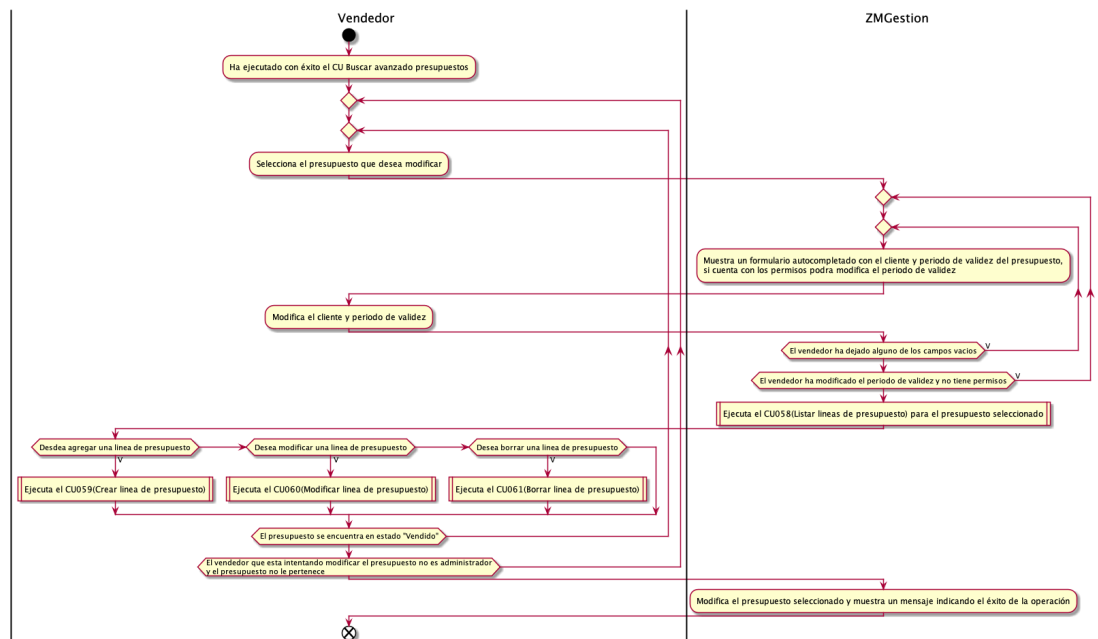 Vendedor
ZMGestion
Ha ejecutado con éxito el CU Buscar avanzado presupuestos
Selecciona el presupuesto que desea modificar
Muestra un formulario autocompletado con el cliente y periodo de validez del presupuesto,
si cuenta con los permisos podra modifica el periodo de validez
Modifica el cliente y periodo de validez
El vendedor ha dejado alguno de los campos vacios
V
El vendedor ha modificado el periodo de validez y no tiene permisos
V
Ejecuta el CU058(Listar lineas de presupuesto) para el presupuesto seleccionado
Desdea agregar una linea de presupuesto
Desea modificar una linea de presupuesto
Desea borrar una linea de presupuesto
V
V
V
Ejecuta el CU059(Crear linea de presupuesto)
Ejecuta el CU060(Modificar linea de presupuesto)
Ejecuta el CU061(Borrar linea de presupuesto)
El presupuesto se encuentra en estado "Vendido"
El vendedor que esta intentando modificar el presupuesto no es administrador
y el presupuesto no le pertenece
Modifica el presupuesto seleccionado y muestra un mensaje indicando el éxito de la operación